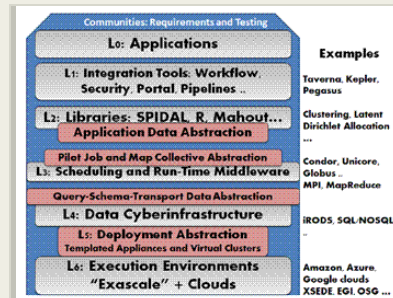 Communities: Requirements and Testing
L0: Applications
L1: Integration Tools: Workflow,
Security, Portal, Pipelines ..
L2: Libraries: SPIDAL, R, Mahout...
Application Data Abstraction
Pilot Job and Map Collective Abstraction
L3: Scheduling and Run-Time Middleware
Query-Schema-Transport Data Abstraction
L4: Data Cyberinfrastructure
L5: Deployment Abstraction
Templated Appliances and Virtual Clusters
L6: Execution Environments
"Exascale" + Clouds
Examples
Taverna, Kepler,
Pegasus
Clustering, Latent
Dirichlet Allocation
...
Condor, Unicore,
Globus ..
MPI, MapReduce
iRODS, SQL/NOSQL
..
Amazon, Azure,
Google clouds
XSEDE, EGI, OSG ...